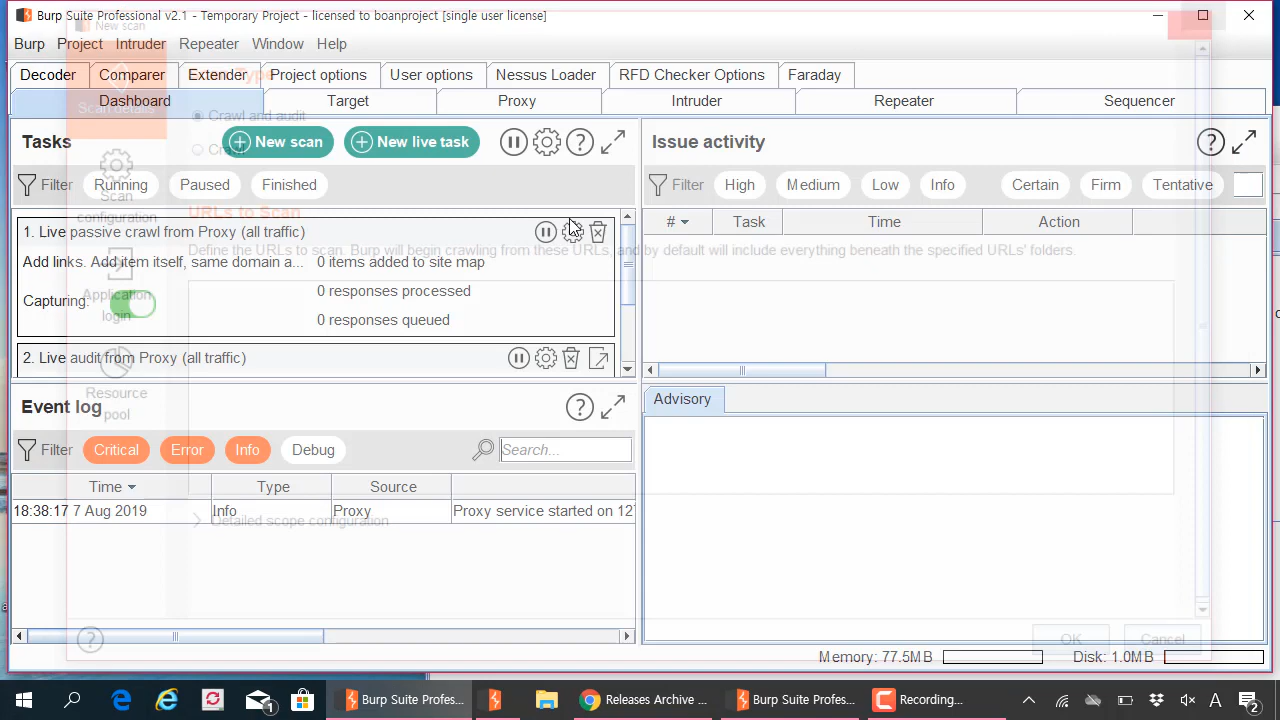 Burp Suite Professional v2.1 - Temporary Project - licensed to boanproject [single user license]
New scan
Burp Project Intruder Repeater Window Help
Decoder Comparer Extender Project options User options Nessus Loader RFD Checker Options Faraday
Dashboard Target Proxy Intruder Repeater Sequencer
Scan details
Crawl and audit
Tasks
New scan
New live task
Issue activity
Crawl
Filter Running Paused Finished
Filter High Medium Low Info Certain Firm Tentative
Scan configuration
URLs to Scan
# Task Time Action
1. Live passive crawl from Proxy (all traffic)
Define the URLs to scan. Burp will begin crawling from these URLs, and by default will include everything beneath the specified URLs' folders.
Add links. Add item itself, same domain a... 0 items added to site map
0 responses processed
Capturing:
Application login
0 responses queued
2. Live audit from Proxy (all traffic)
Resource pool
Event log
Advisory
Filter Critical Error Info Debug Search...
Time Type Source
18:38:17 7 Aug 2019 Info Proxy Proxy service started on 127
Detailed scope configuration
OK Cancel
Memory: 77.5MB Disk: 1.0MB
Burp Suite Profes... Releases Archive ... Burp Suite Profes... Recording...
1
A
2